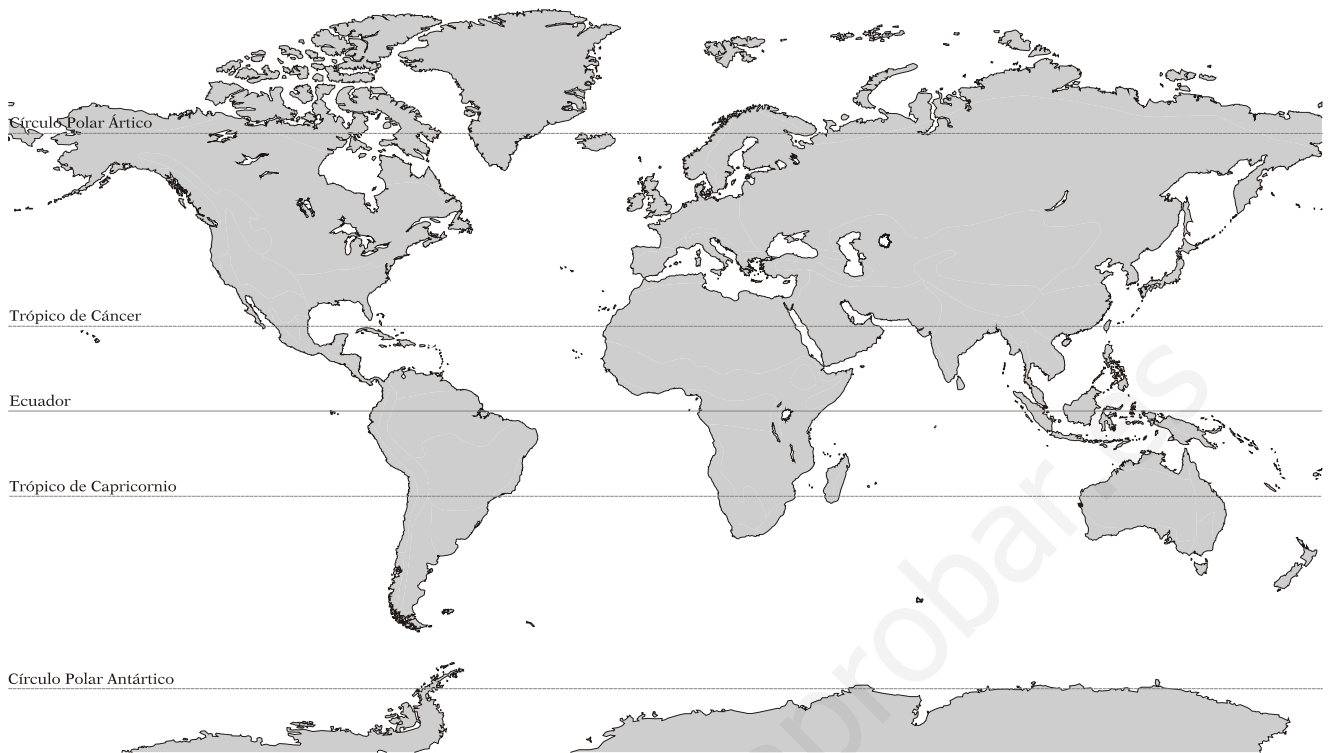 Círculo Polar Ártico
Trópico de Cáncer
Ecuador
Trópico de Capricornio
Círculo Polar Antártico